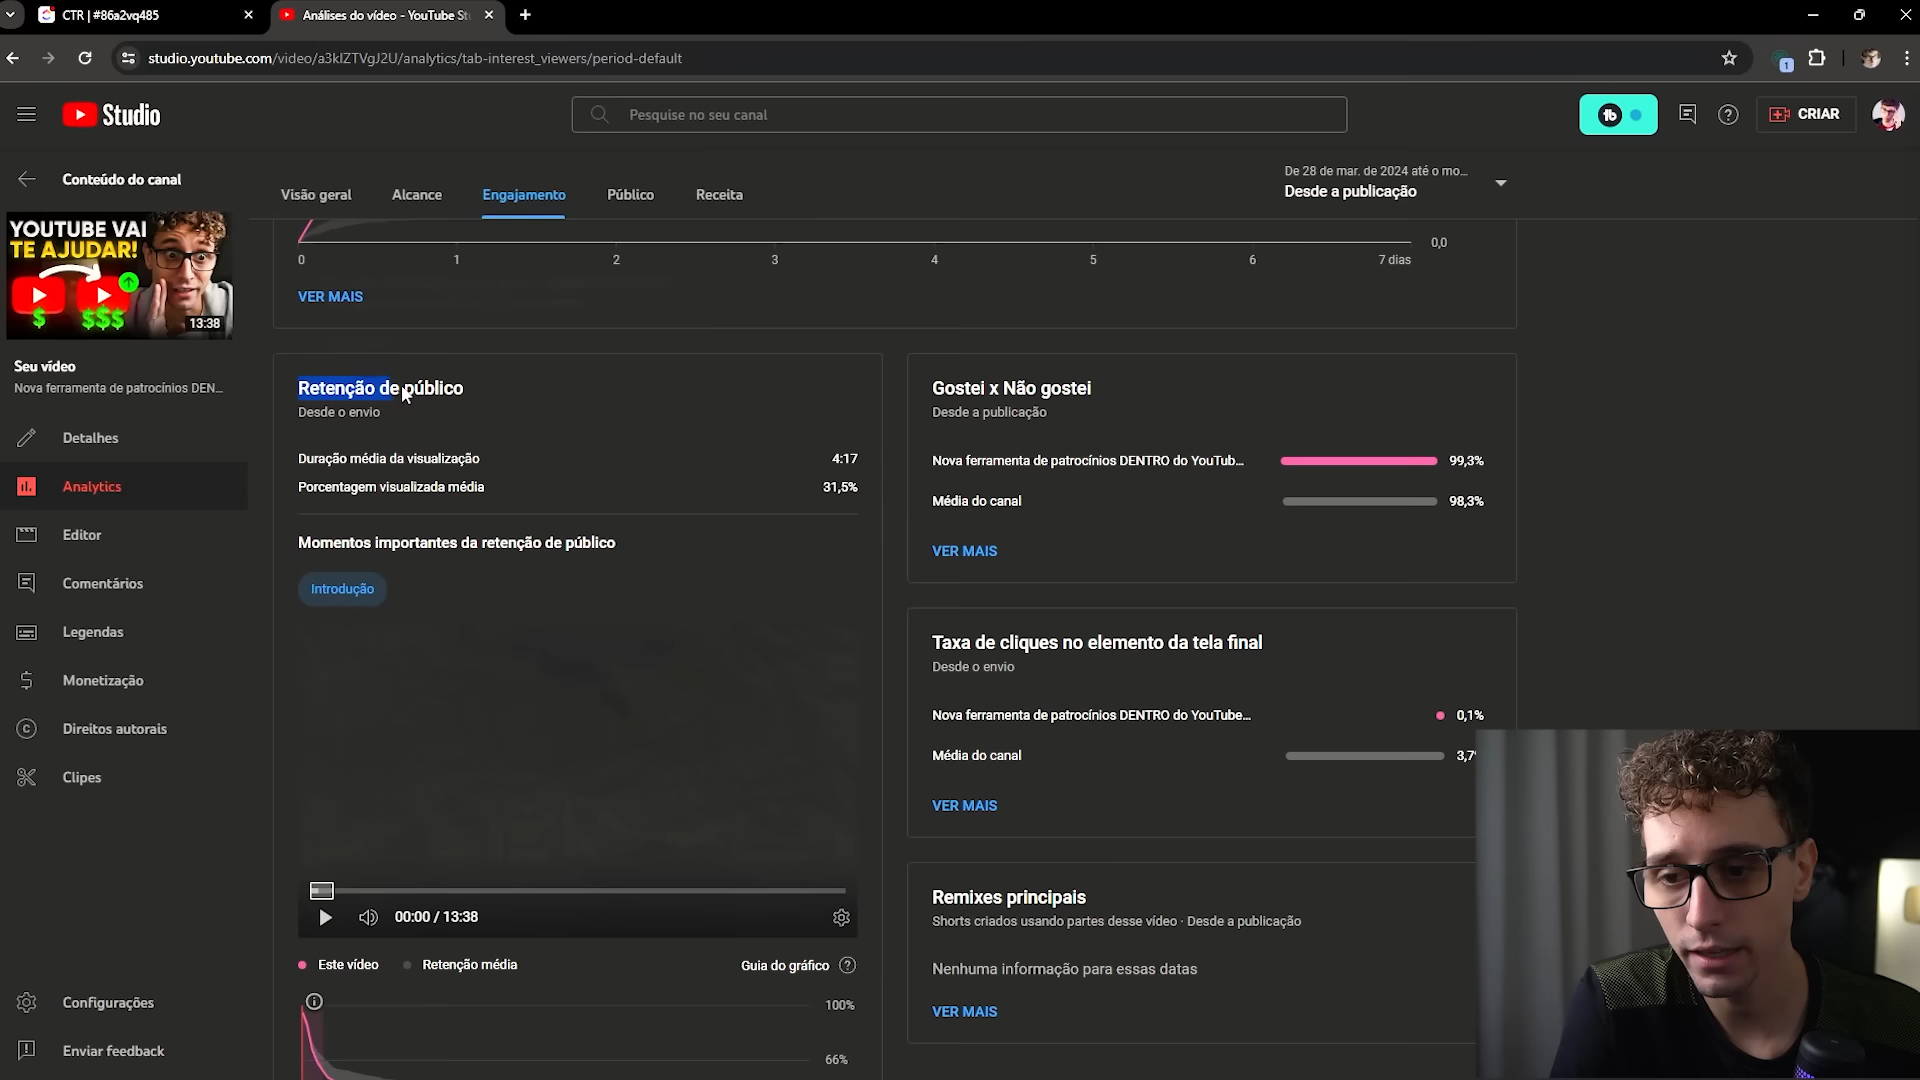 CTR | #86a2vq485
Análises do vídeo - YouTube St
studio.youtube.com/video/a3kIZTVgJ2U/analytics/tab-interest_viewers/period-default
1
Studio
Pesquise no seu canal
CRIAR
Conteúdo do canal
YOUTUBE VAI
TE AJUDAR!
$
$$$
13:38
Seu vídeo
Nova ferramenta de patrocínios DEN...
Detalhes
Analytics
Editor
Comentários
Legendas
Monetização
Direitos autorais
Clipes
Configurações
Enviar feedback
Visão geral
Alcance
Engajamento
Público
Receita
De 28 de mar. de 2024 até o mo...
Desde a publicação
0,0
0 1 2 3 4 5 6 7 dias
VER MAIS
Retenção de público
Desde o envio
Duração média da visualização 4:17
Porcentagem visualizada média 31,5%
Momentos importantes da retenção de público
Introdução
00:00 / 13:38
Este vídeo
Retenção média
Guia do gráfico
100%
66%
Gostei x Não gostei
Desde a publicação
Nova ferramenta de patrocínios DENTRO do YouTub... 99,3%
Média do canal 98,3%
VER MAIS
Taxa de cliques no elemento da tela final
Desde o envio
Nova ferramenta de patrocínios DENTRO do YouTube... 0,1%
Média do canal 3,7
VER MAIS
Remixes principais
Shorts criados usando partes desse vídeo · Desde a publicação
Nenhuma informação para essas datas
VER MAIS